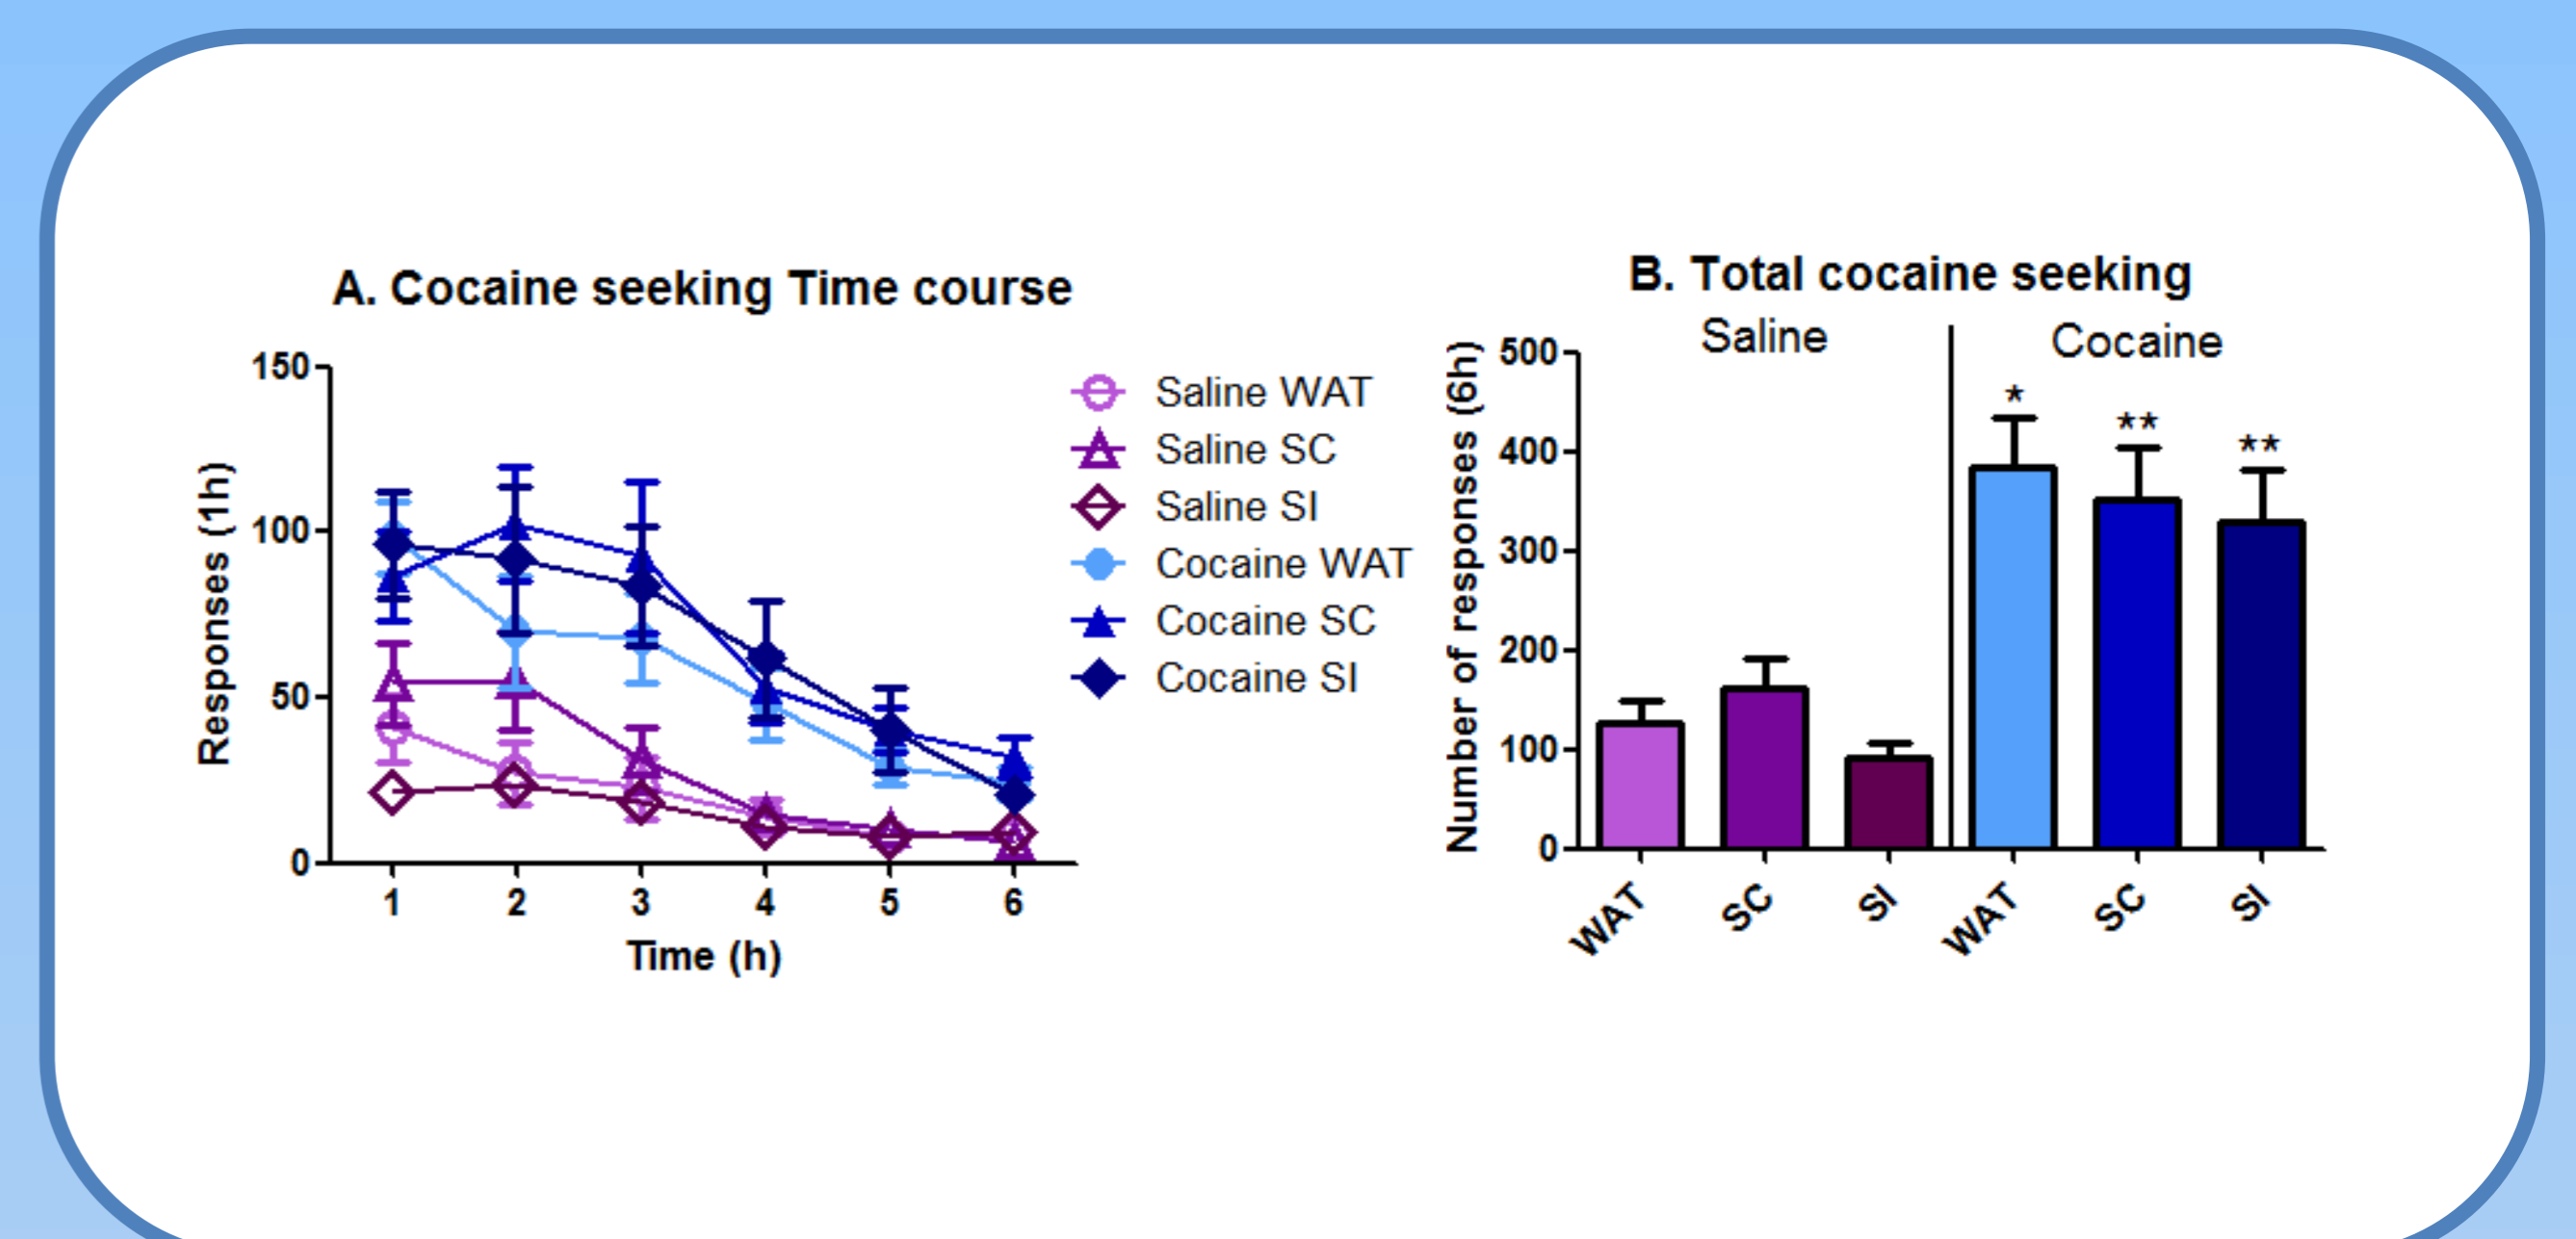 A. Cocaine seeking Time course
Responses (1h)
150
100
50
0
1 2 3 4 5 6
Time (h)
Saline WAT
Saline SC
Saline SI
Cocaine WAT
Cocaine SC
Cocaine SI
B. Total cocaine seeking
Saline Cocaine
Number of responses (6h)
500
400
300
200
100
0
* ** **
WAT SC SI WAT SC SI